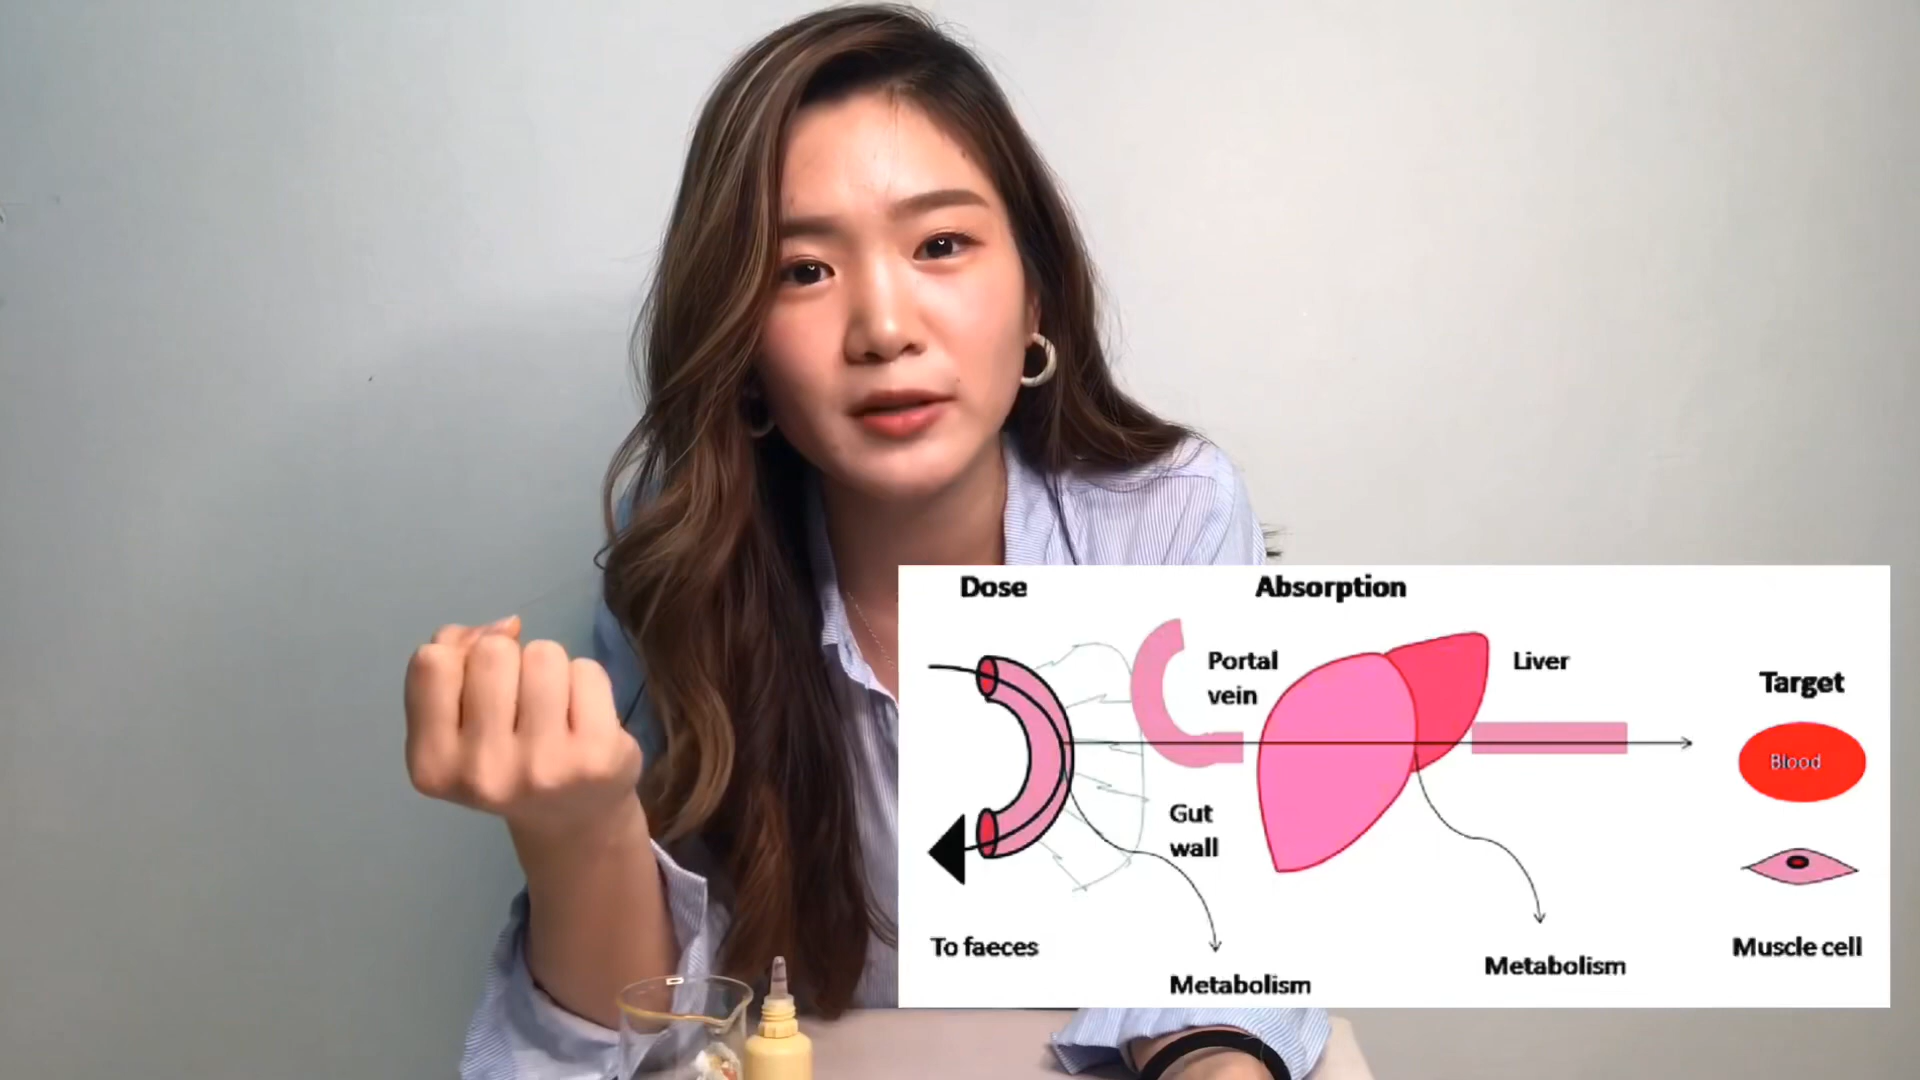 Dose
Absorption
Portal
vein
Liver
Target
Blood
Gut
wall
To faeces
Metabolism
Metabolism
Muscle cell